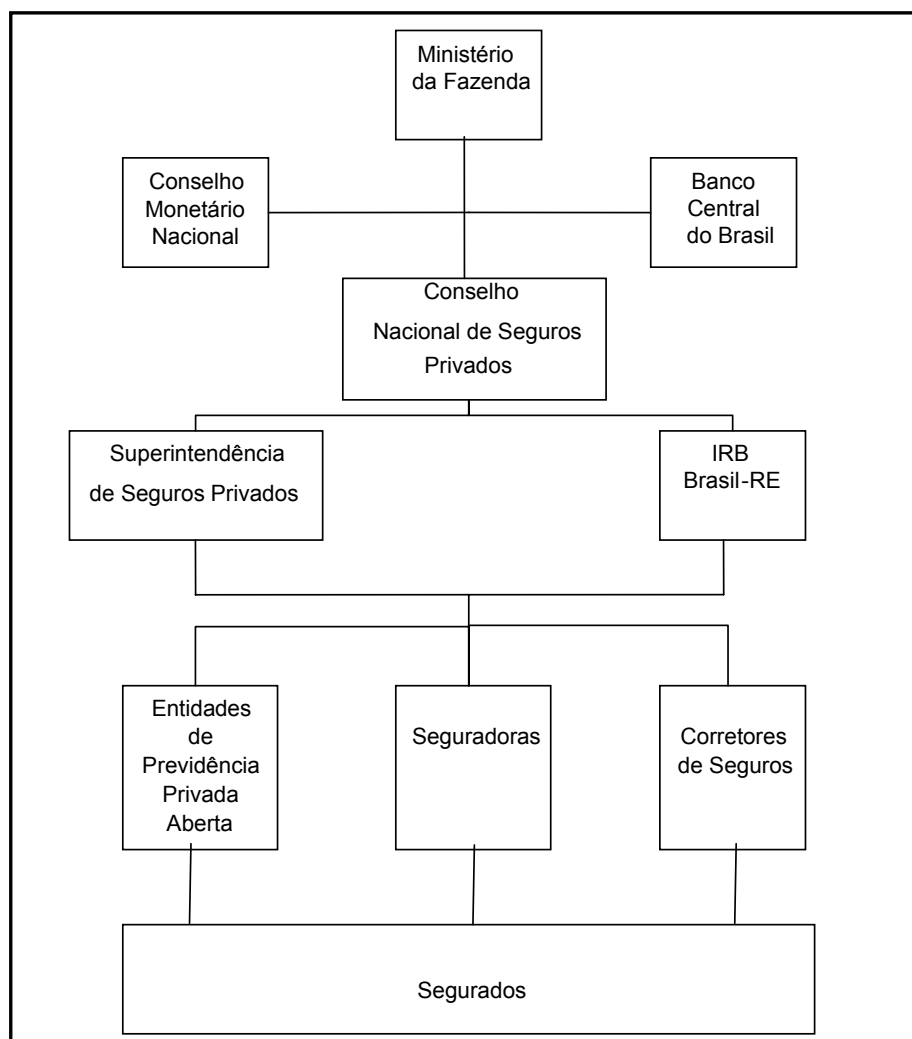 Ministério
da Fazenda
Conselho
Monetário
Nacional
Banco
Central
do Brasil
Conselho
Nacional de Seguros
Privados
Superintendência
de Seguros Privados
IRB
Brasil-RE
Entidades
de
Previdência
Privada
Aberta
Seguradoras
Corretores
de Seguros
Segurados